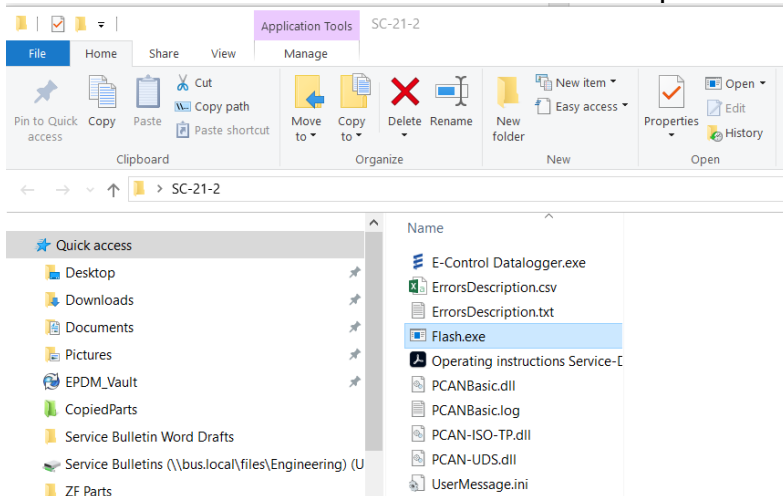 Application Tools SC-21-2
File Home Share View Manage
Pin to Quick access
Copy
Paste
Cut
Copy path
Paste shortcut
Move to
Copy to
Delete
Rename
New folder
New item
Easy access
Properties
Open
Edit
History
Clipboard Organize New Open
SC-21-2
Quick access
Desktop
Downloads
Documents
Pictures
EPDM_Vault
CopiedParts
Service Bulletin Word Drafts
Service Bulletins (\\bus.local\files\Engineering) (U
ZF Parts
Name
E-Control Datalogger.exe
ErrorsDescription.csv
ErrorsDescription.txt
Flash.exe
Operating instructions Service-D
PCANBasic.dll
PCANBasic.log
PCAN-ISO-TP.dll
PCAN-UDS.dll
UserMessage.ini